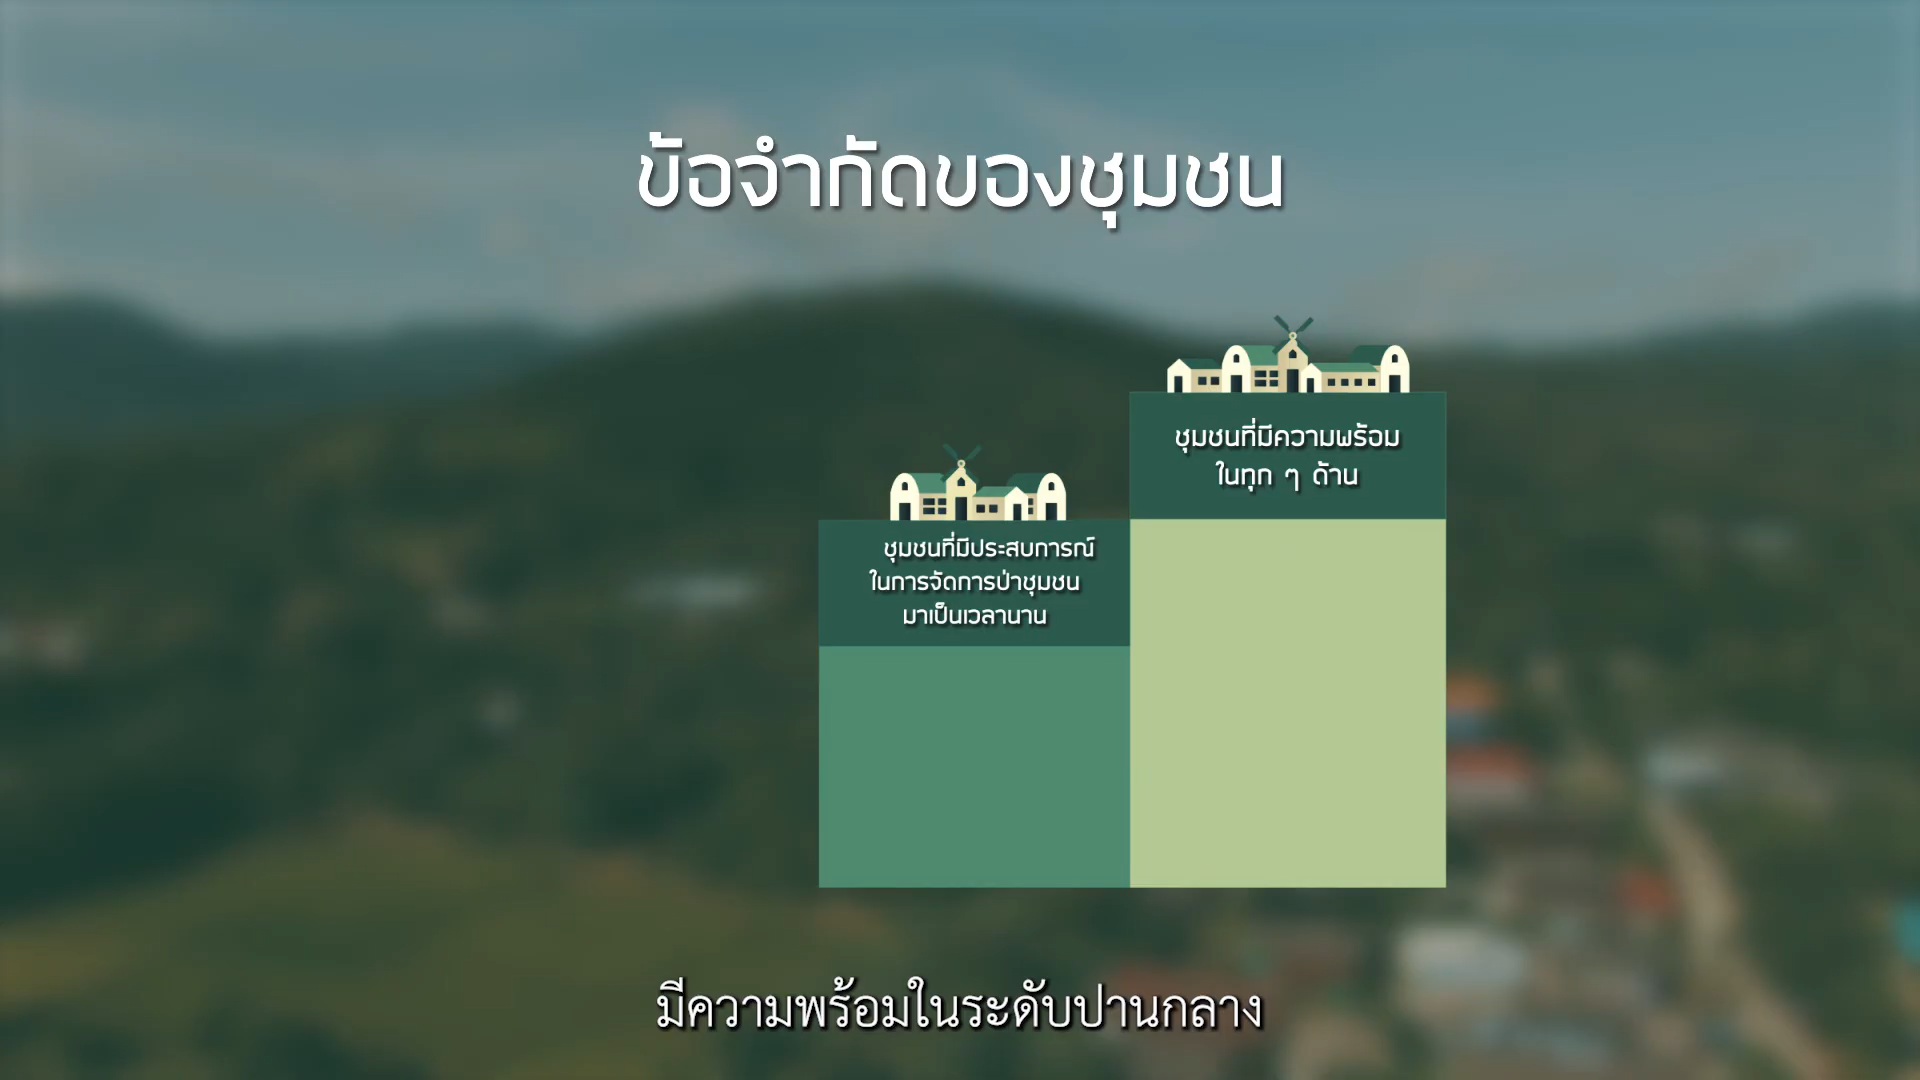 ข้อจำกัดของชุมชน
ชุมชนที่มีความพร้อม
ในทุก ๆ ด้าน
ชุมชนที่มีประสบการณ์
ในการจัดการป่าชุมชน
มาเป็นเวลานาน
มีความพร้อมในระดับปานกลาง